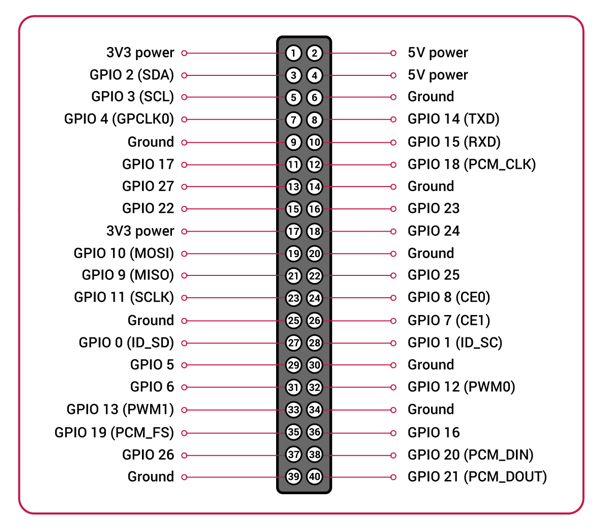 3V3 power 1 2 5V power
GPIO 2 (SDA) 3 4 5V power
GPIO 3 (SCL) 5 6 Ground
GPIO 4 (GPCLK0) 7 8 GPIO 14 (TXD)
Ground 9 10 GPIO 15 (RXD)
GPIO 17 11 12 GPIO 18 (PCM_CLK)
GPIO 27 13 14 Ground
GPIO 22 15 16 GPIO 23
3V3 power 17 18 GPIO 24
GPIO 10 (MOSI) 19 20 Ground
GPIO 9 (MISO) 21 22 GPIO 25
GPIO 11 (SCLK) 23 24 GPIO 8 (CE0)
Ground 25 26 GPIO 7 (CE1)
GPIO 0 (ID_SD) 27 28 GPIO 1 (ID_SC)
GPIO 5 29 30 Ground
GPIO 6 31 32 GPIO 12 (PWM0)
GPIO 13 (PWM1) 33 34 Ground
GPIO 19 (PCM_FS) 35 36 GPIO 16
GPIO 26 37 38 GPIO 20 (PCM_DIN)
Ground 39 40 GPIO 21 (PCM_DOUT)